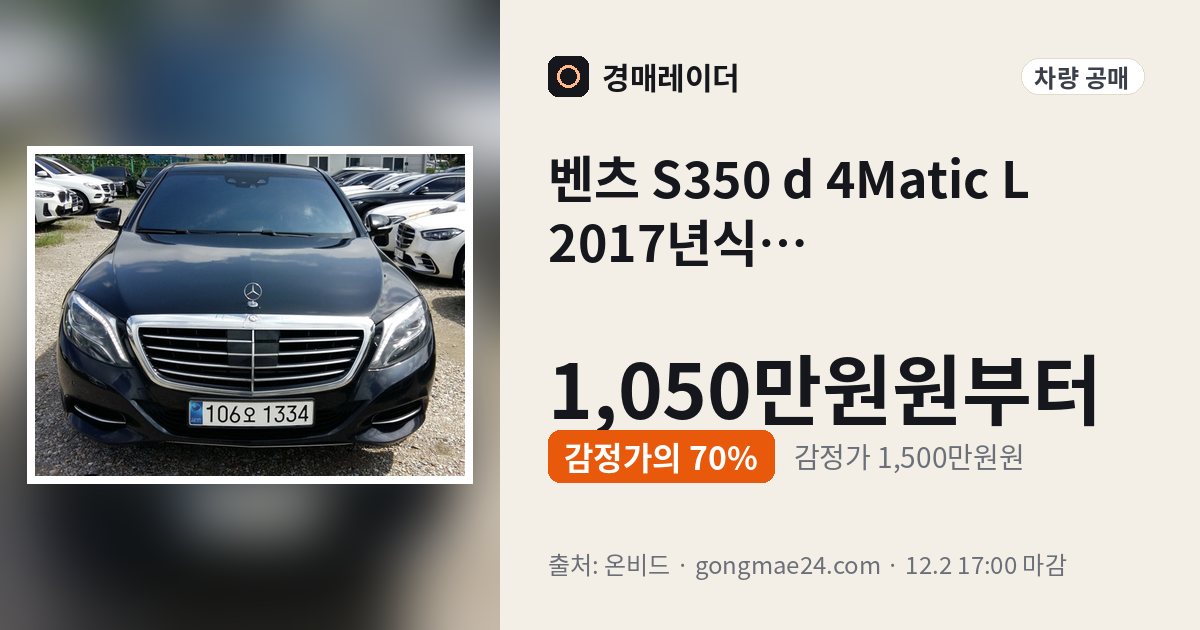 경매레이더
차량 공매
벤츠 S350 d 4Matic L
2017년식…
1,050만원원부터
감정가의 70%
감정가 1,500만원원
출처: 온비드 · gongmae24.com · 12.2 17:00 마감
106오 1334